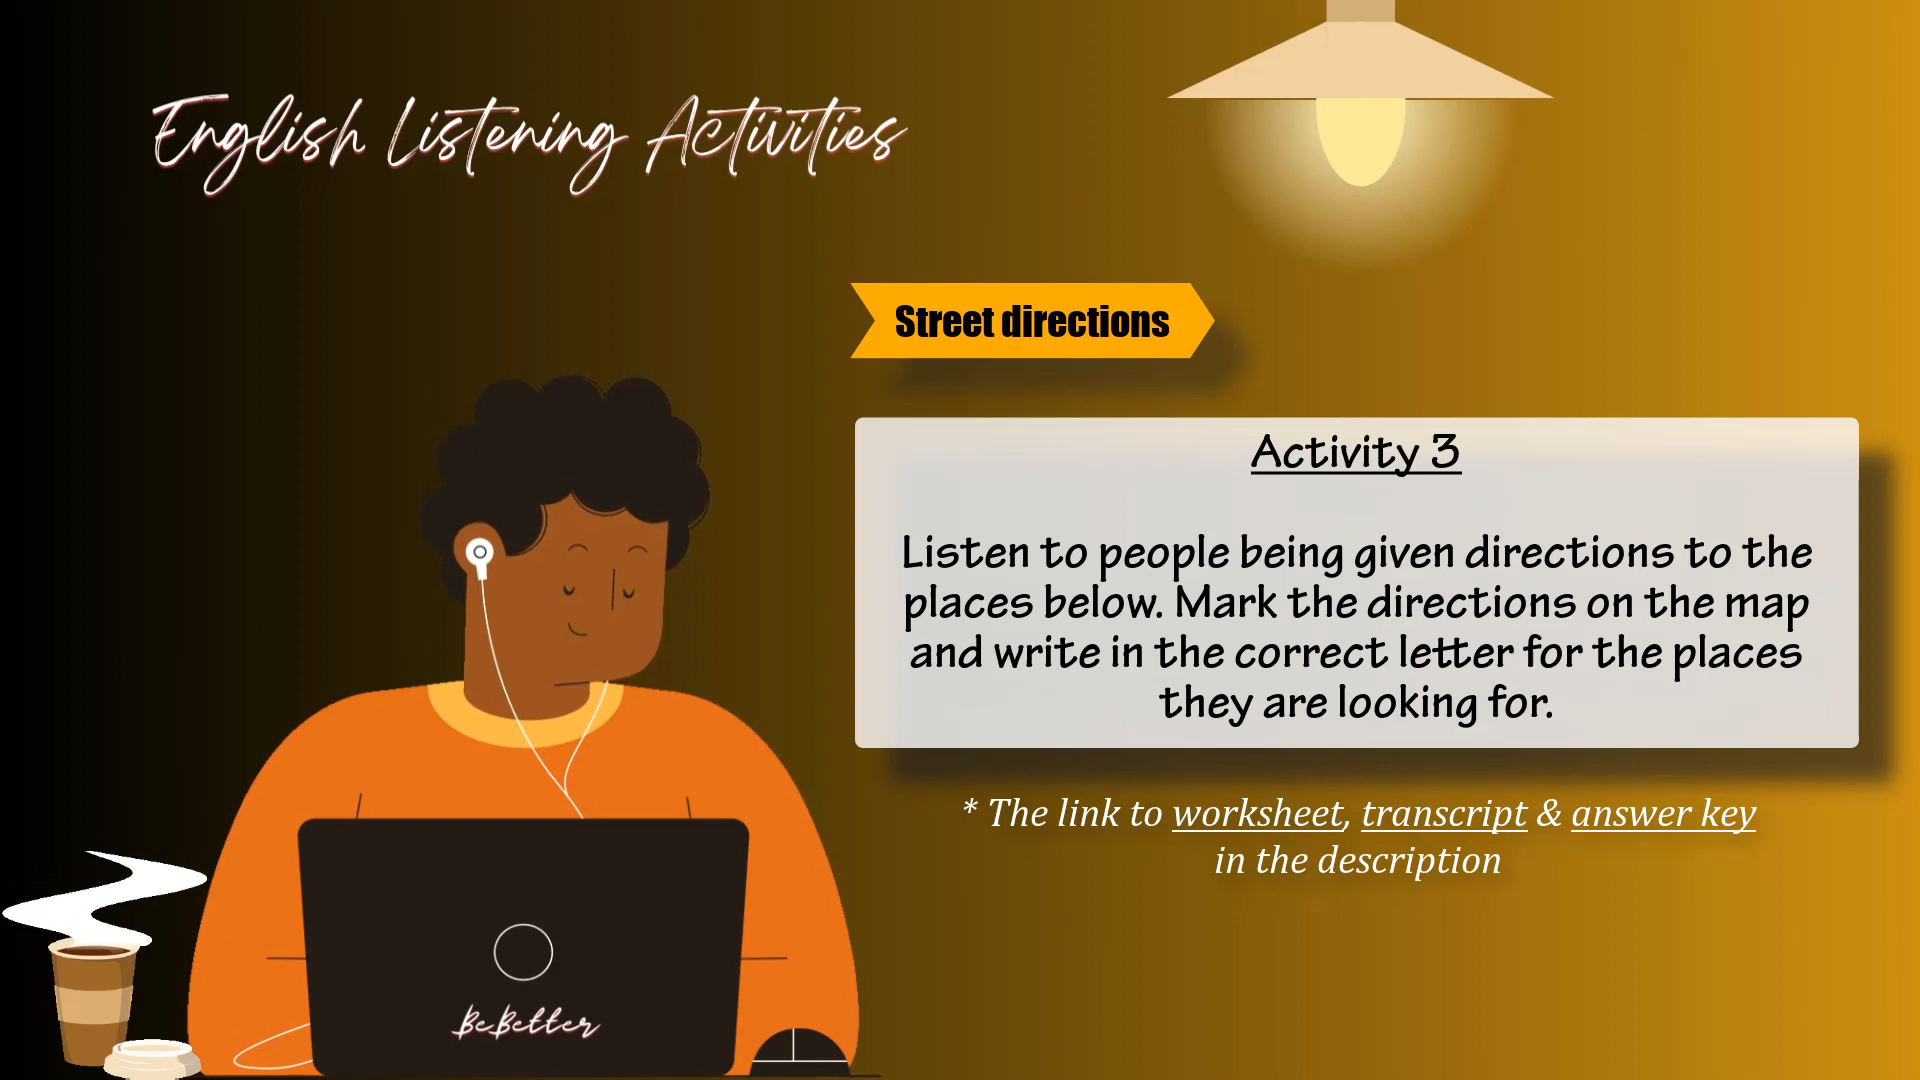 English Listening Activities
Street directions
Activity 3
Listen to people being given directions to the
places below. Mark the directions on the map
and write in the correct letter for the places
they are looking for.
* The link to worksheet, transcript & answer key
in the description
BeBetter